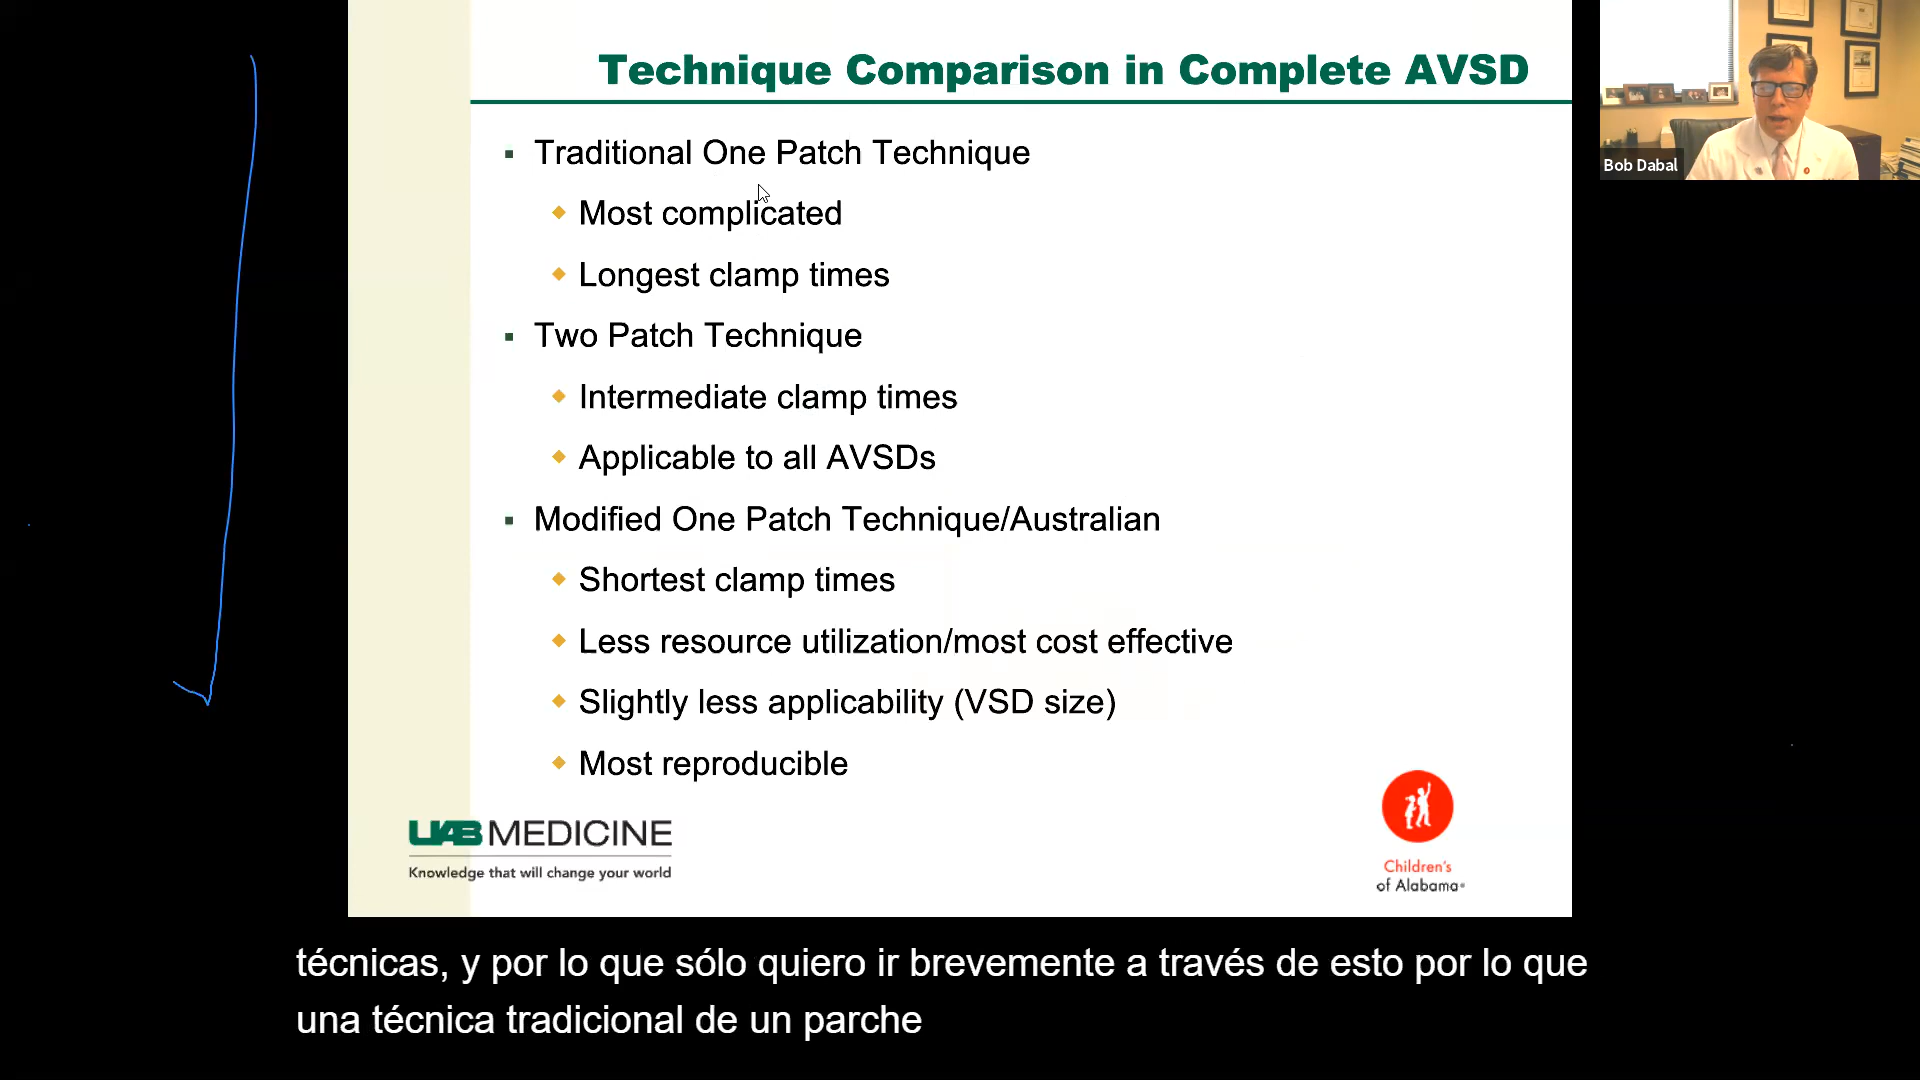 Technique Comparison in Complete AVSD
Bob Dabal
▪ Traditional One Patch Technique
◆ Most complicated
◆ Longest clamp times
▪ Two Patch Technique
◆ Intermediate clamp times
◆ Applicable to all AVSDs
▪ Modified One Patch Technique/Australian
◆ Shortest clamp times
◆ Less resource utilization/most cost effective
◆ Slightly less applicability (VSD size)
◆ Most reproducible
UAB MEDICINE
Knowledge that will change your world
Children's
of Alabama®
técnicas, y por lo que sólo quiero ir brevemente a través de esto por lo que
una técnica tradicional de un parche